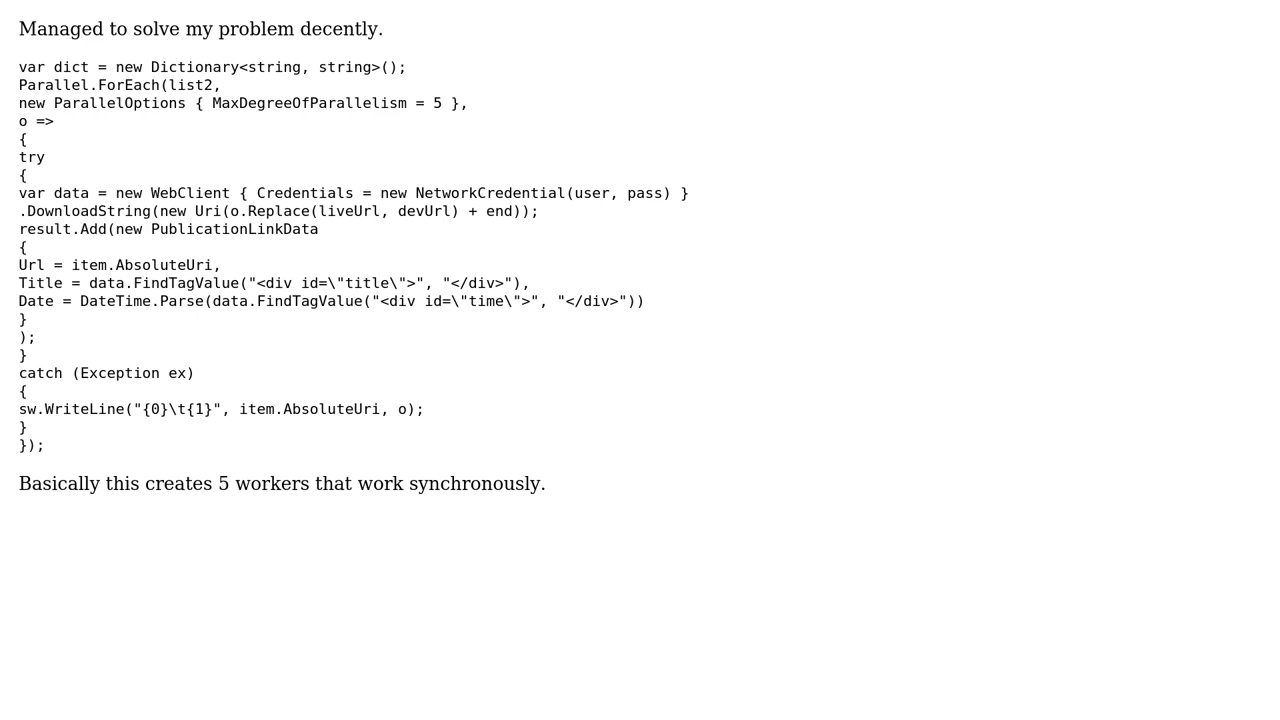 Managed to solve my problem decently.
var dict = new Dictionary<string, string>();
Parallel.ForEach(list2,
new ParallelOptions { MaxDegreeOfParallelism = 5 },
o =>
{
try
{
var data = new WebClient { Credentials = new NetworkCredential(user, pass) }
.DownloadString(new Uri(o.Replace(liveUrl, devUrl) + end));
result.Add(new PublicationLinkData
{
Url = item.AbsoluteUri,
Title = data.FindTagValue("<div id=\"title\">", "</div>"),
Date = DateTime.Parse(data.FindTagValue("<div id=\"time\">", "</div>"))
}
);
}
catch (Exception ex)
{
sw.WriteLine("{0}\t{1}", item.AbsoluteUri, o);
}
});
Basically this creates 5 workers that work synchronously.